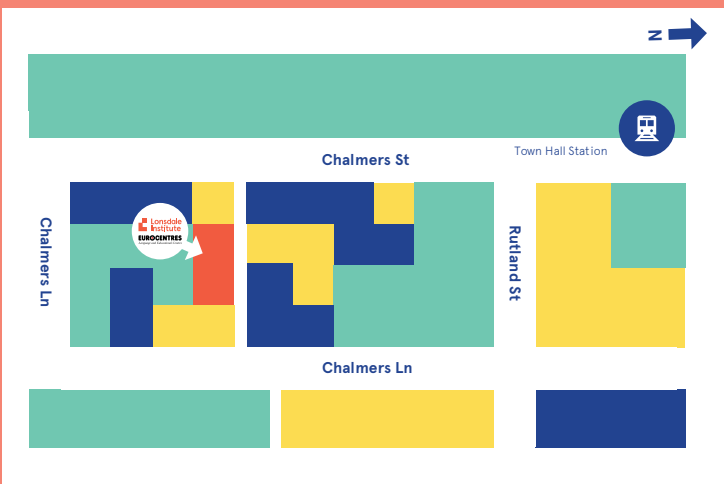 N
Town Hall Station
Chalmers St
Lonsdale
Institute
EUROCENTRES
Chalmers Ln
Rutland St
Chalmers Ln